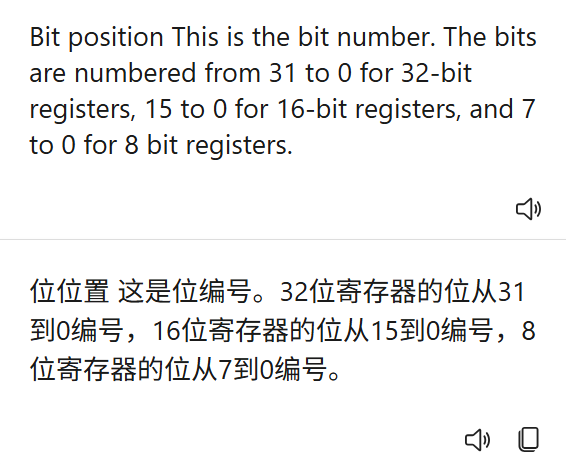 Bit position This is the bit number. The bits
are numbered from 31 to 0 for 32-bit
registers, 15 to 0 for 16-bit registers, and 7
to 0 for 8 bit registers.
位位置 这是位编号。32位寄存器的位从31
到0编号，16位寄存器的位从15到0编号，8
位寄存器的位从7到0编号。